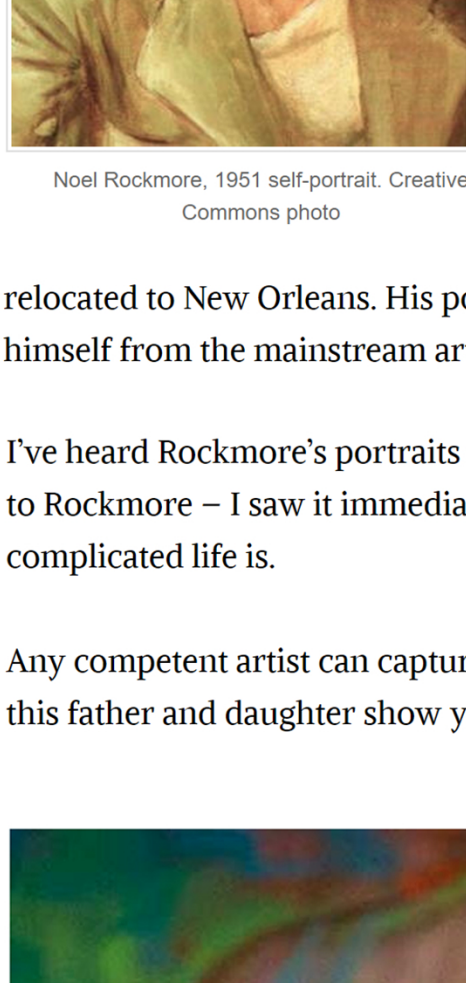 Noel Rockmore, 1951 self-portrait. Creative
Commons photo
relocated to New Orleans. His
himself from the mainstream
I’ve heard Rockmore’s portraits
to Rockmore – I saw it
complicated life is.
Any competent artist can
this father and daughter show